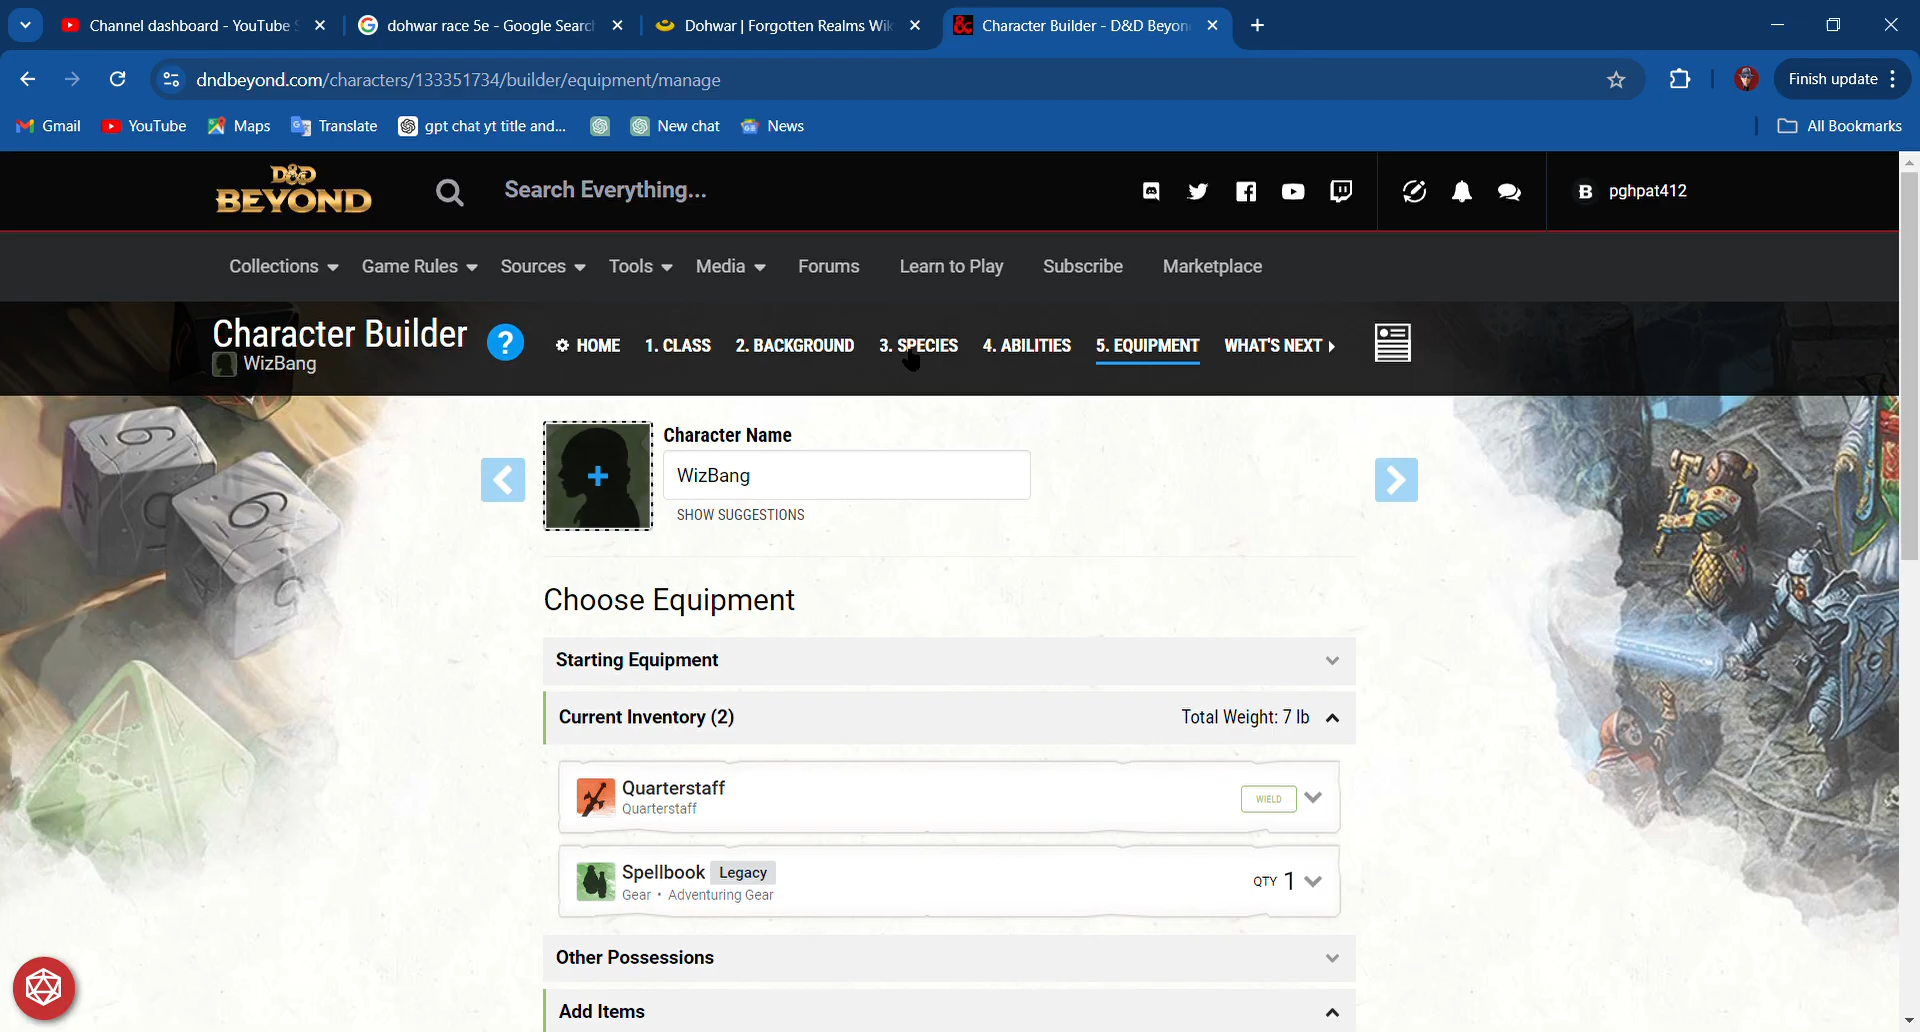 Channel dashboard - YouTube S
dohwar race 5e - Google Search
Dohwar | Forgotten Realms Wiki
Character Builder - D&D Beyon
dndbeyond.com/characters/133351734/builder/equipment/manage
Finish update
Gmail
YouTube
Maps
Translate
gpt chat yt title and...
New chat
News
All Bookmarks
D&D
BEYOND
Search Everything...
B pghpat412
Collections
Game Rules
Sources
Tools
Media
Forums
Learn to Play
Subscribe
Marketplace
Character Builder
WizBang
?
HOME
1. CLASS
2. BACKGROUND
3. SPECIES
4. ABILITIES
5. EQUIPMENT
WHAT'S NEXT
Character Name
WizBang
SHOW SUGGESTIONS
Choose Equipment
Starting Equipment
Current Inventory (2)
Total Weight: 7 lb
Quarterstaff
Quarterstaff
WIELD
Spellbook Legacy
Gear • Adventuring Gear
QTY 1
Other Possessions
Add Items